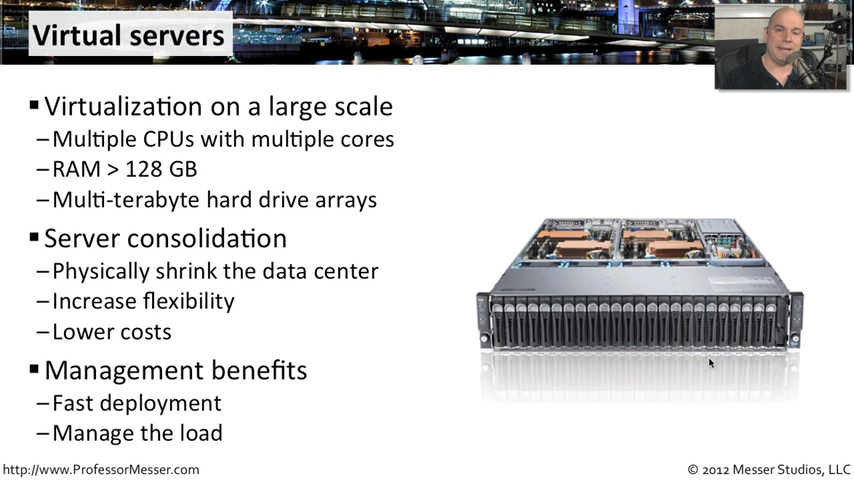 Virtual servers
▪Virtualization on a large scale
–Multiple CPUs with multiple cores
–RAM > 128 GB
–Multi-terabyte hard drive arrays
▪Server consolidation
–Physically shrink the data center
–Increase flexibility
–Lower costs
▪Management benefits
–Fast deployment
–Manage the load
http://www.ProfessorMesser.com
© 2012 Messer Studios, LLC